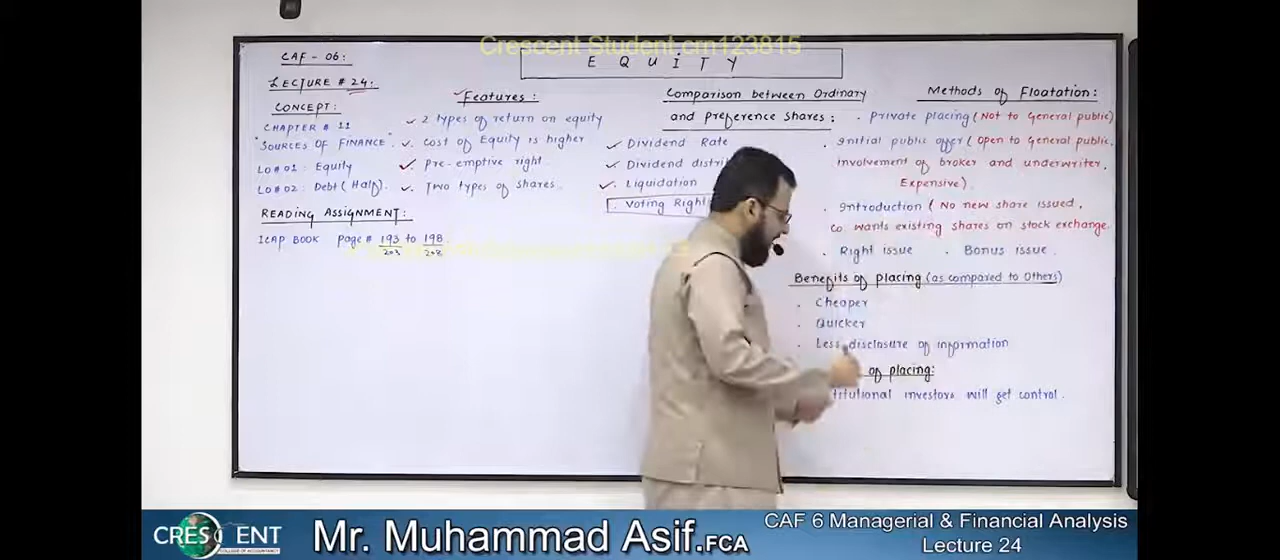 Crescent Student crn123815
EQUITY
CAF - 06:
LECTURE # 24:
CONCEPT:
CHAPTER # 11
"SOURCES OF FINANCE"
LO # 01 : Equity
LO # 02 : Debt (Half).
READING ASSIGNMENT:
ICAP BOOK Page # 193 to 198.
203 208
Features:
2 types of return on equity
Cost of Equity is higher
Pre-emptive right
Two types of shares.
Comparison between Ordinary
and preference shares:
Dividend Rate
Dividend
Liquidation
Voting Right
Methods of Floatation:
. Private placing (Not to General public)
. Initial public offer (Open to General public,
involvement of broker and underwriter,
Expensive).
. Introduction (No new share issued,
Co wants existing shares on stock exchange.
. Right issue . Bonus issue.
Benefits of placing (as compared to Others)
. Cheaper
. Quicker
. Less disclosure of information
of placing:
investors will get control.
CRESCENT
COLLEGE OF ACCOUNTANCY
Mr. Muhammad Asif.FCA
CAF 6 Managerial & Financial Analysis
Lecture 24